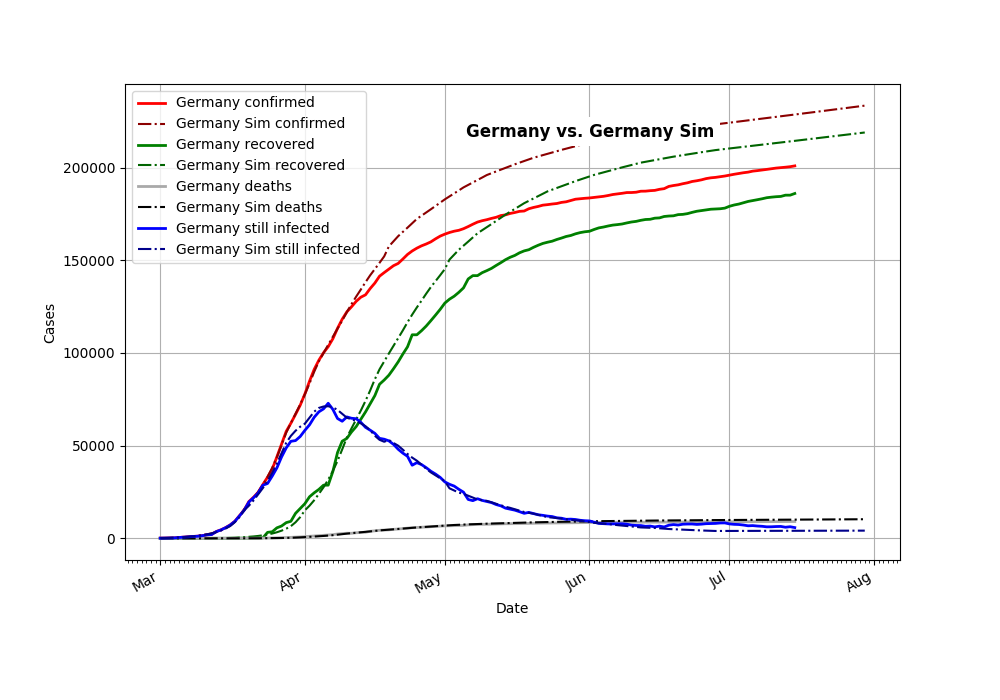 Germany vs. Germany Sim
Germany confirmed
Germany Sim confirmed
Germany recovered
Germany Sim recovered
Germany deaths
Germany Sim deaths
Germany still infected
Germany Sim still infected
Cases
200000
150000
100000
50000
0
Mar
Apr
May
Jun
Jul
Aug
Date